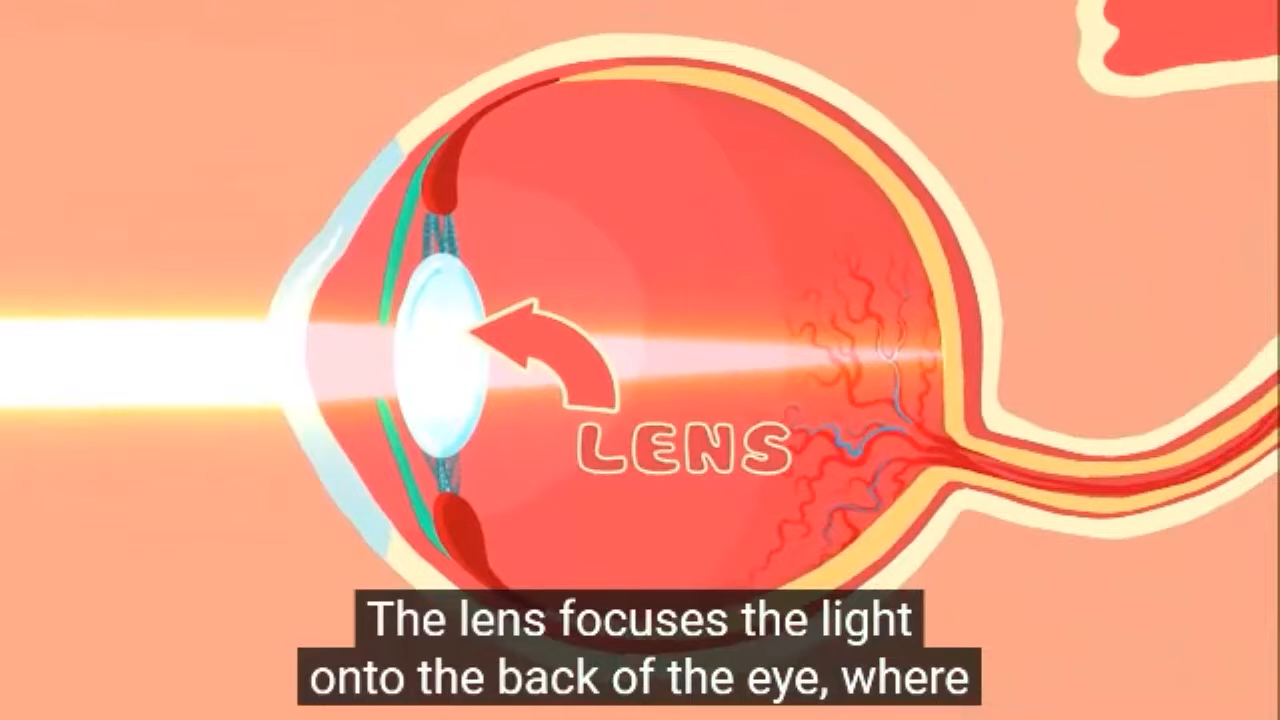 LENS
The lens focuses the light
onto the back of the eye, where